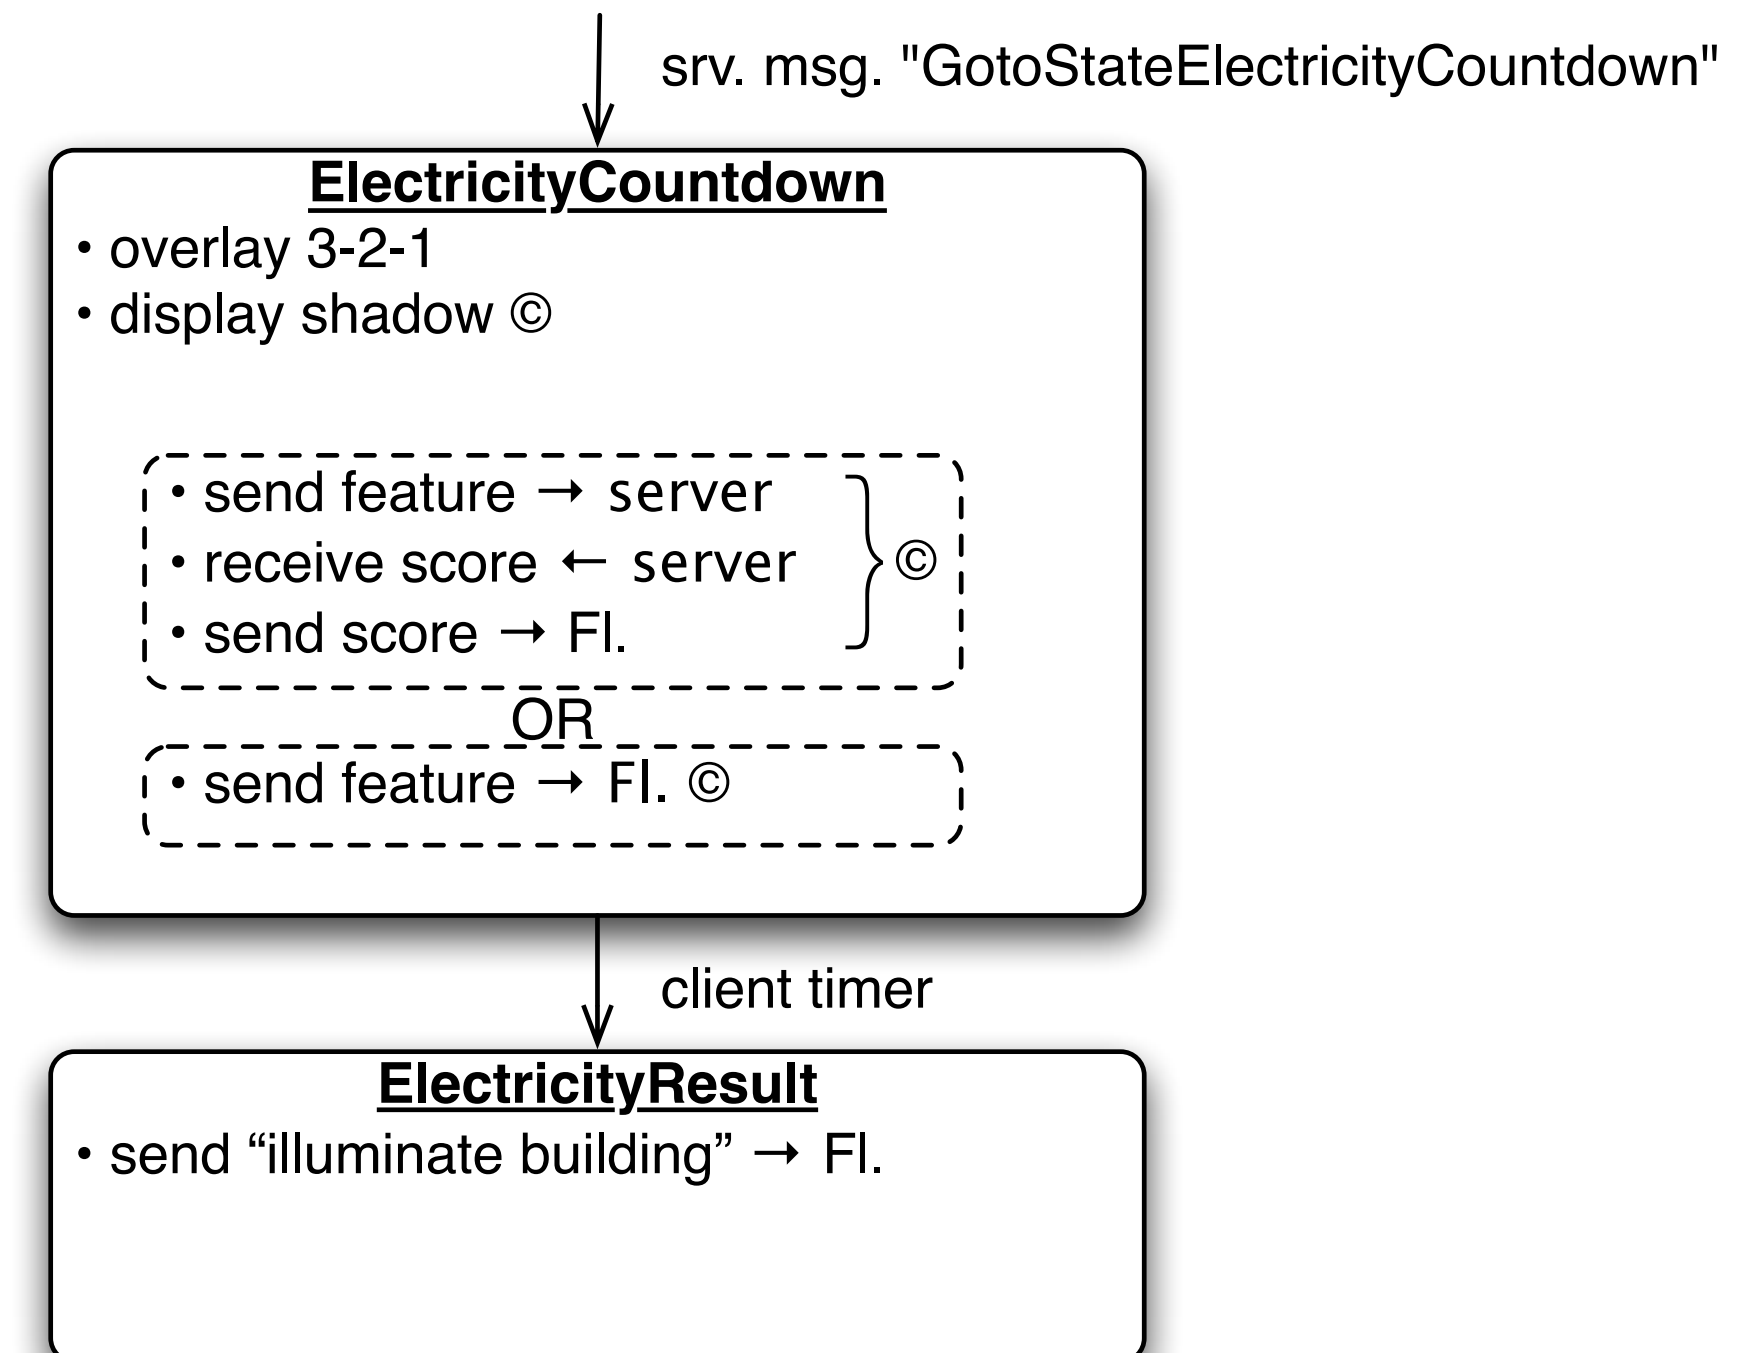 srv. msg. "GotoStateElectricityCountdown"
ElectricityCountdown
• overlay 3-2-1
• display shadow ©
• send feature → server
• receive score ← server
©
• send score → Fl.
OR
• send feature → Fl. ©
client timer
ElectricityResult
• send “illuminate building” → Fl.